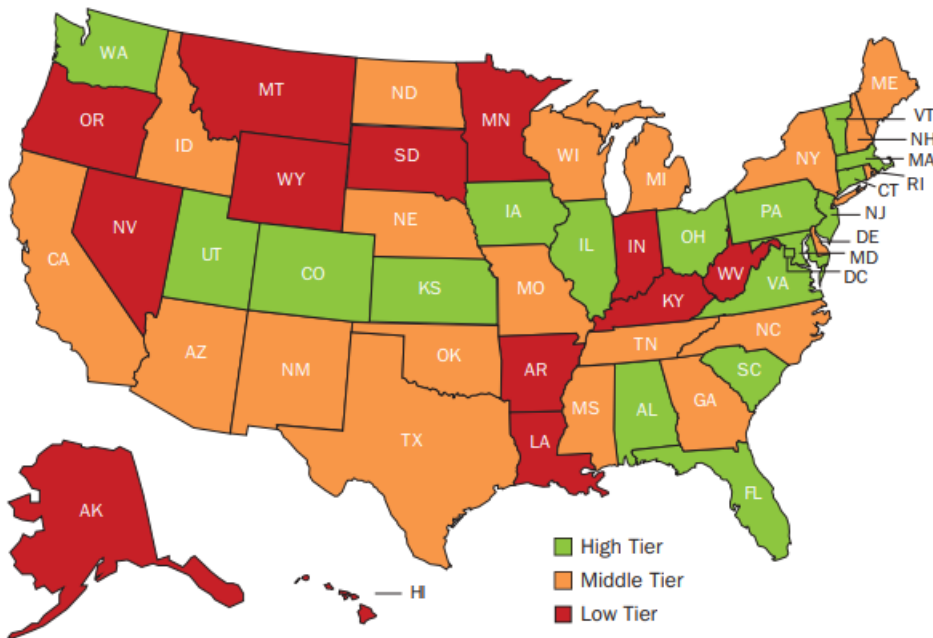 WA
MT
ND
MN
ME
VT
NH
MA
RI
CT
NJ
DE
MD
DC
OR
ID
SD
WI
NY
WY
MI
NE
IA
PA
NV
UT
CO
IL
IN
OH
WV
VA
CA
KS
MO
KY
AZ
NM
OK
TN
NC
AR
SC
TX
MS
AL
GA
LA
FL
AK
HI
High Tier
Middle Tier
Low Tier